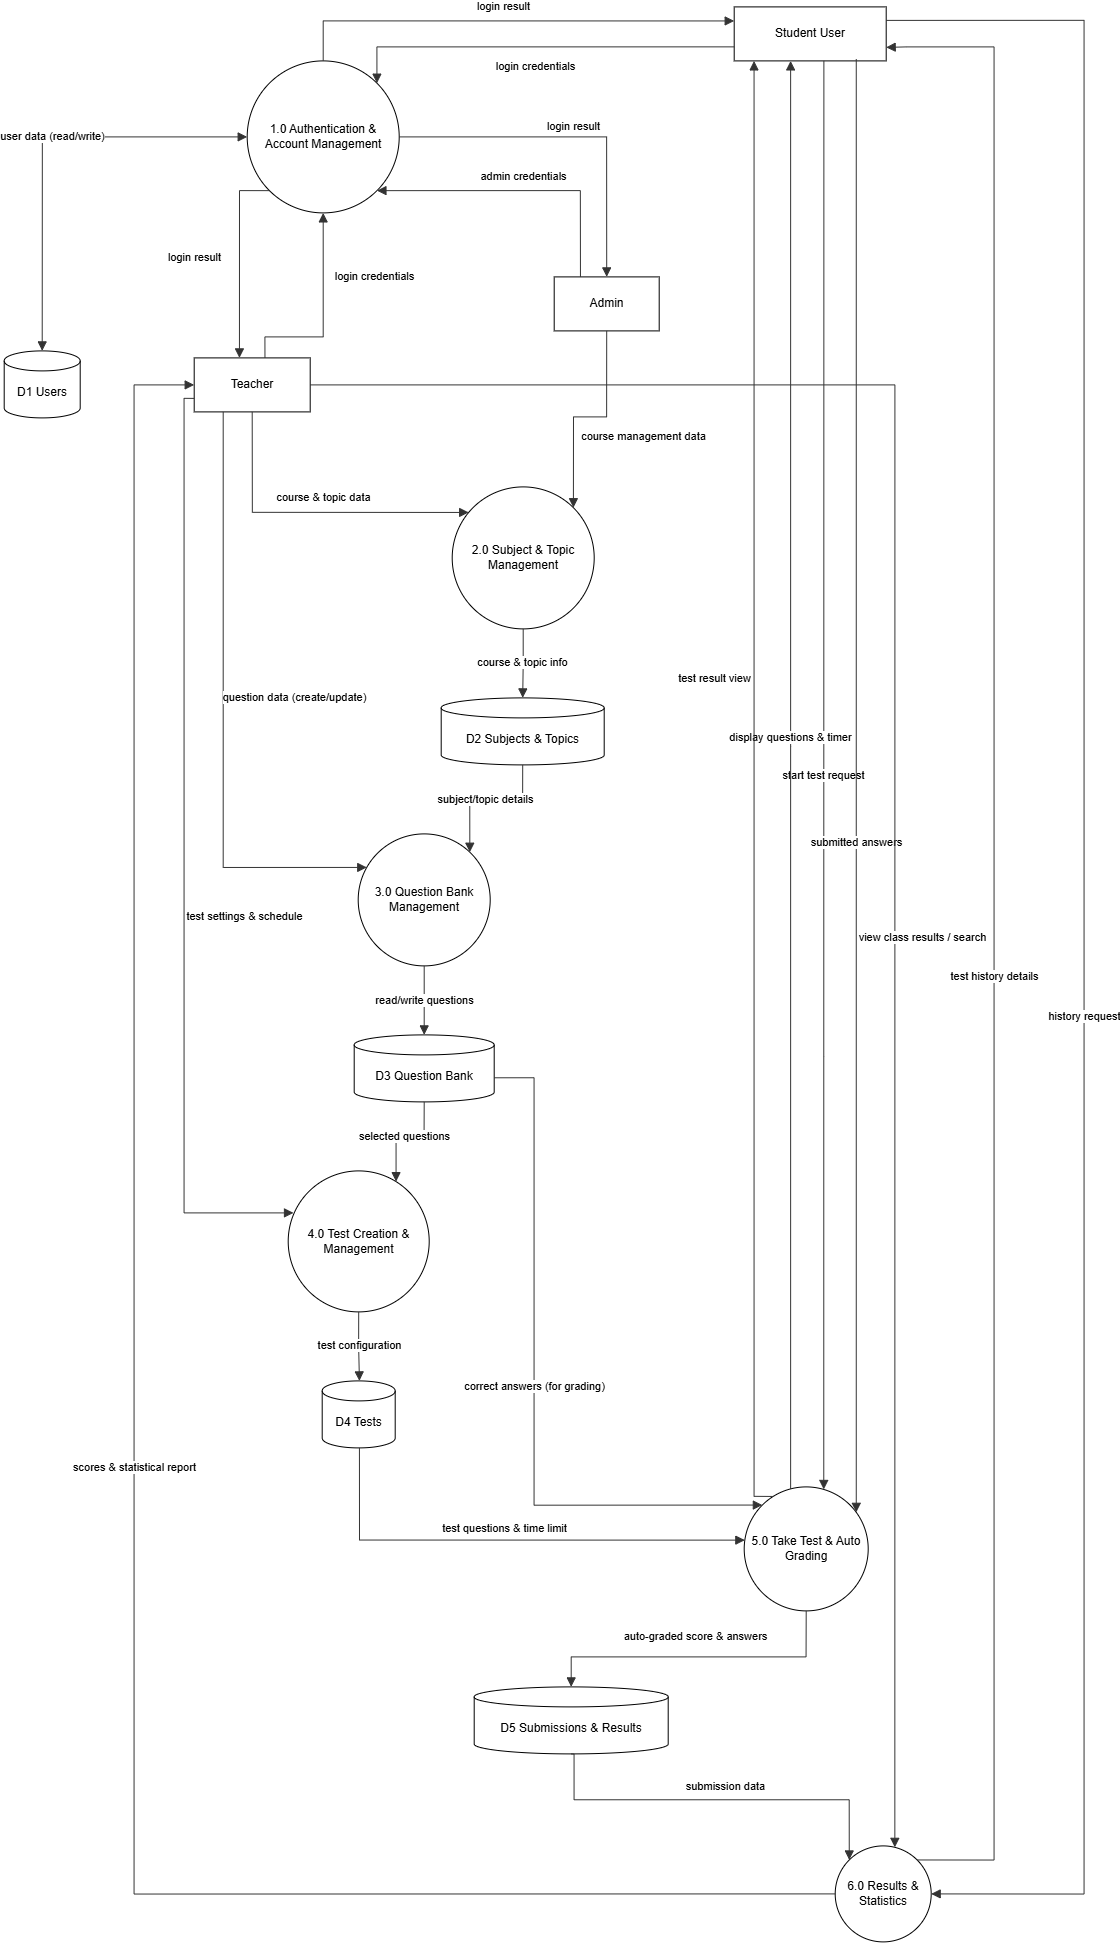 login result
Student User
login credentials
1.0 Authentication &
Account Management
login result
user data (read/write)
admin credentials
login result
login credentials
Admin
D1 Users
Teacher
course management data
course & topic data
2.0 Subject & Topic
Management
course & topic info
test result view
question data (create/update)
D2 Subjects & Topics
display questions & timer
start test request
subject/topic details
submitted answers
3.0 Question Bank
Management
test settings & schedule
view class results / search
test history details
read/write questions
history request
D3 Question Bank
selected questions
4.0 Test Creation &
Management
test configuration
correct answers (for grading)
D4 Tests
scores & statistical report
test questions & time limit
5.0 Take Test & Auto
Grading
auto-graded score & answers
D5 Submissions & Results
submission data
6.0 Results &
Statistics